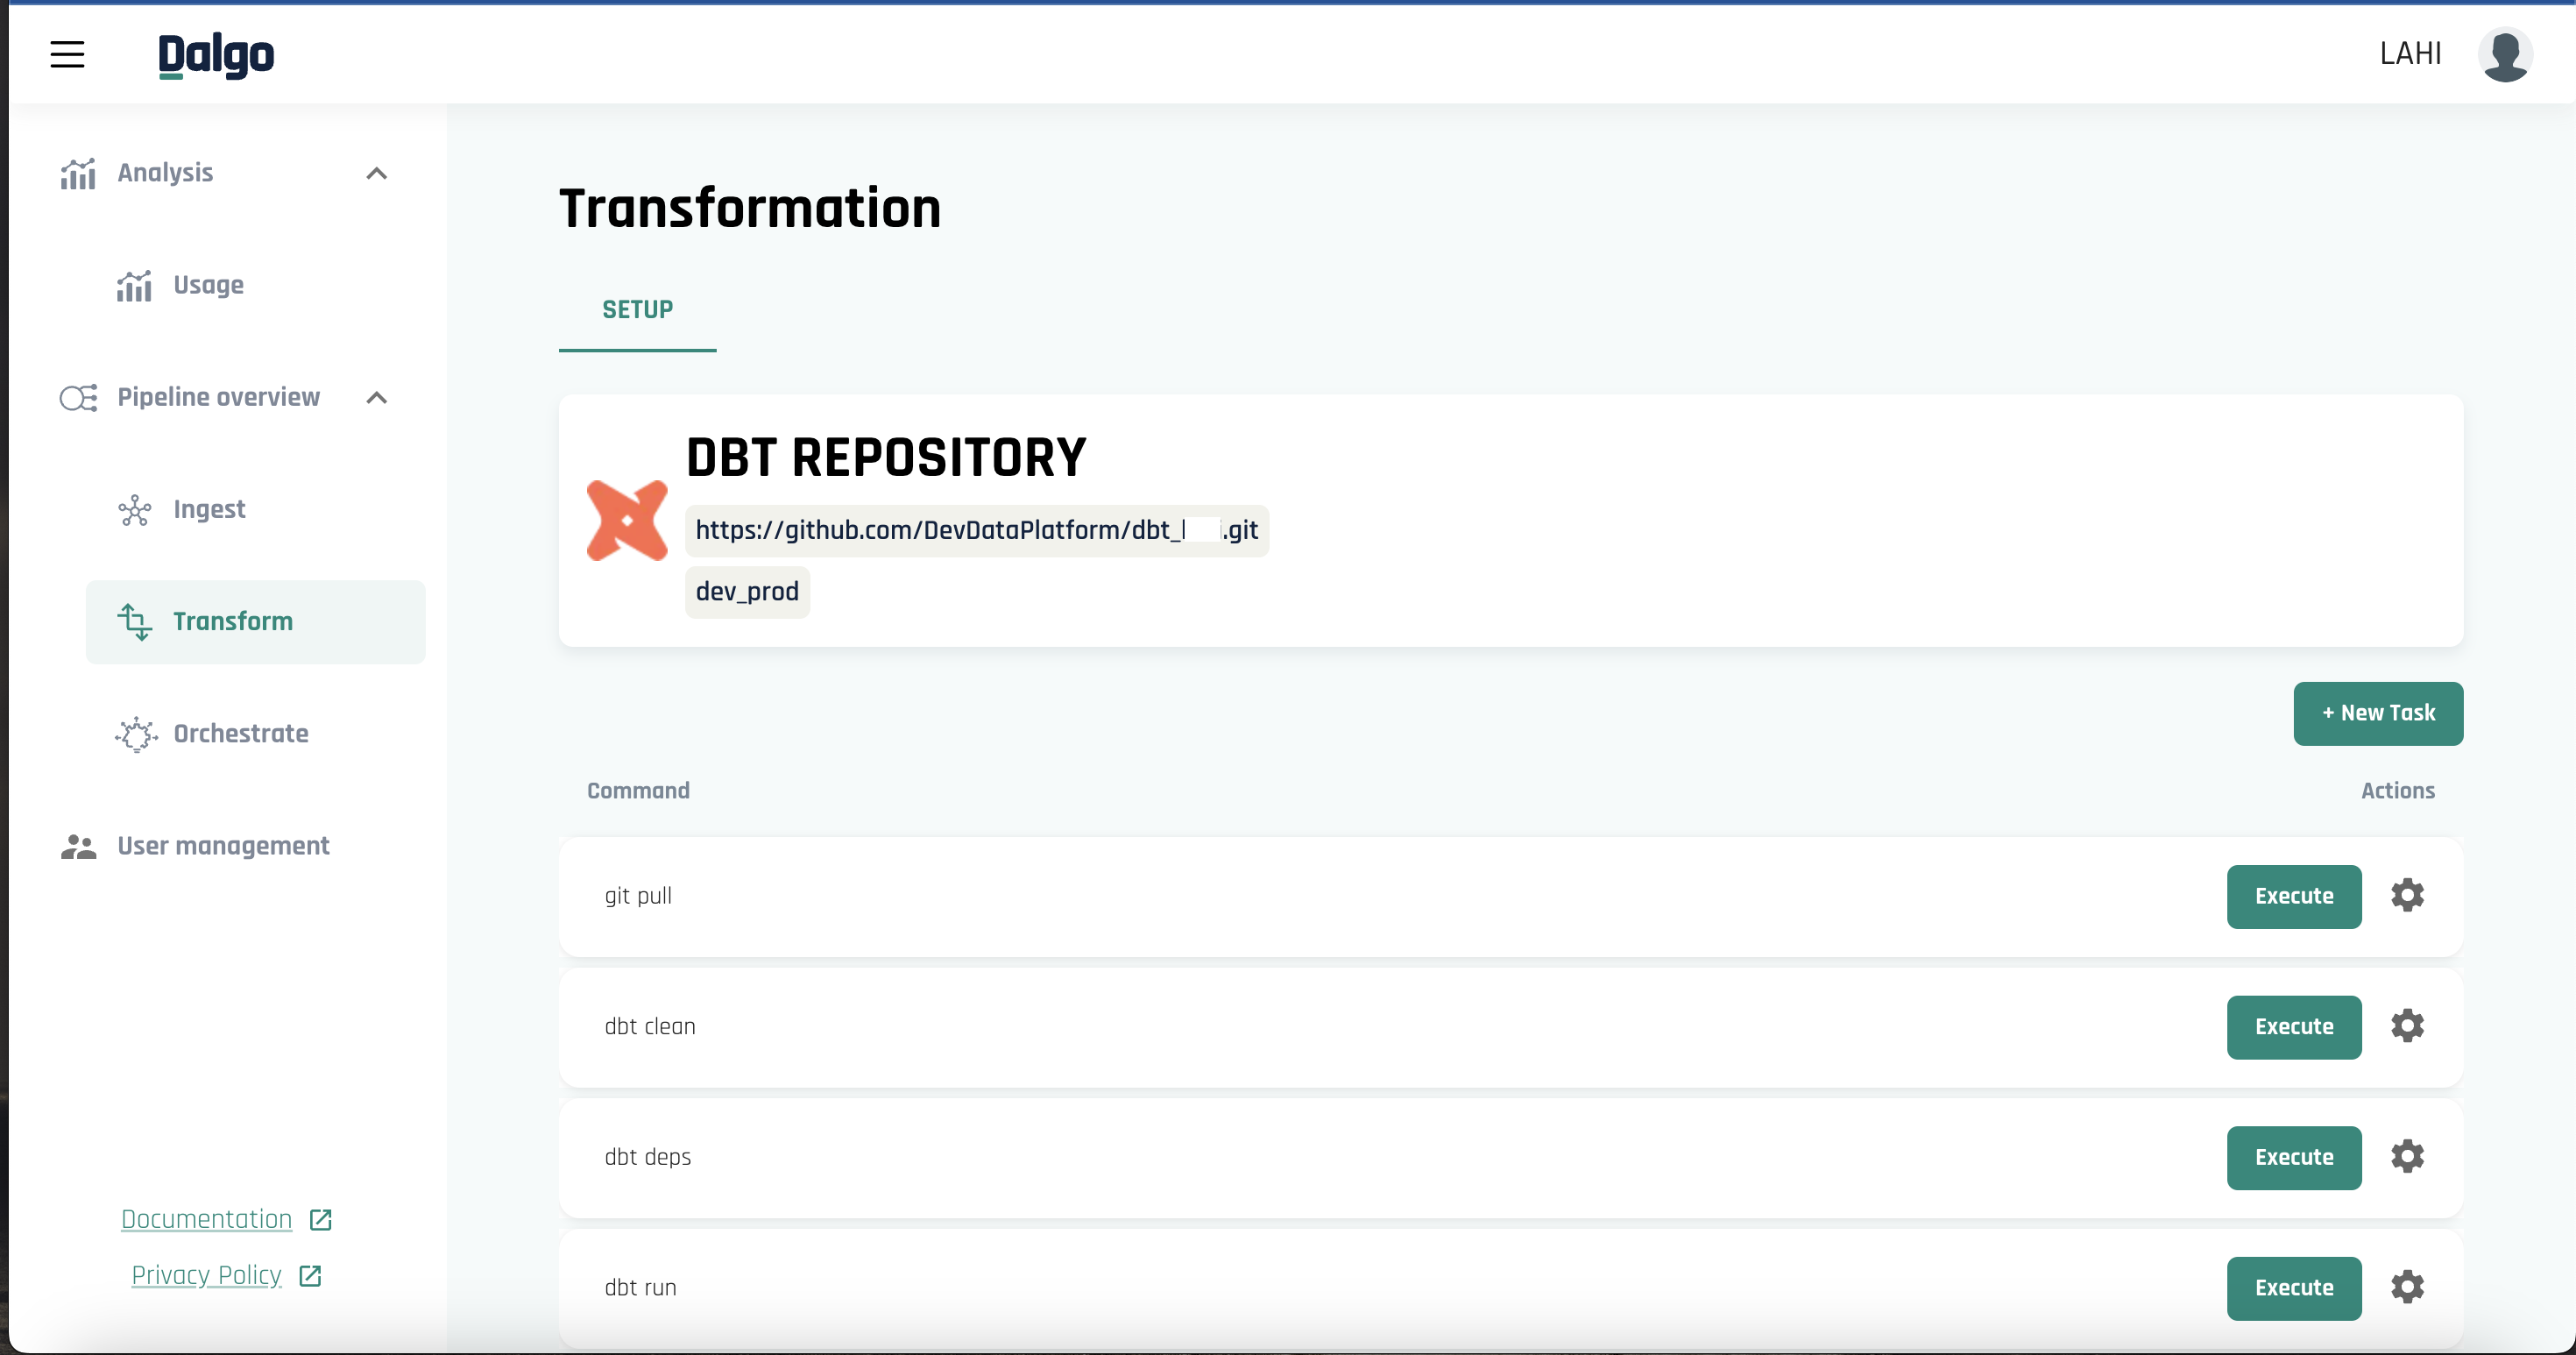 Dalgo
LAHI
Analysis
Usage
Pipeline overview
Ingest
Transform
Orchestrate
User management
Documentation
Privacy Policy
Transformation
SETUP
DBT REPOSITORY
https://github.com/DevDataPlatform/dbt_ .git
dev_prod
+ New Task
Command Actions
git pull Execute
dbt clean Execute
dbt deps Execute
dbt run Execute